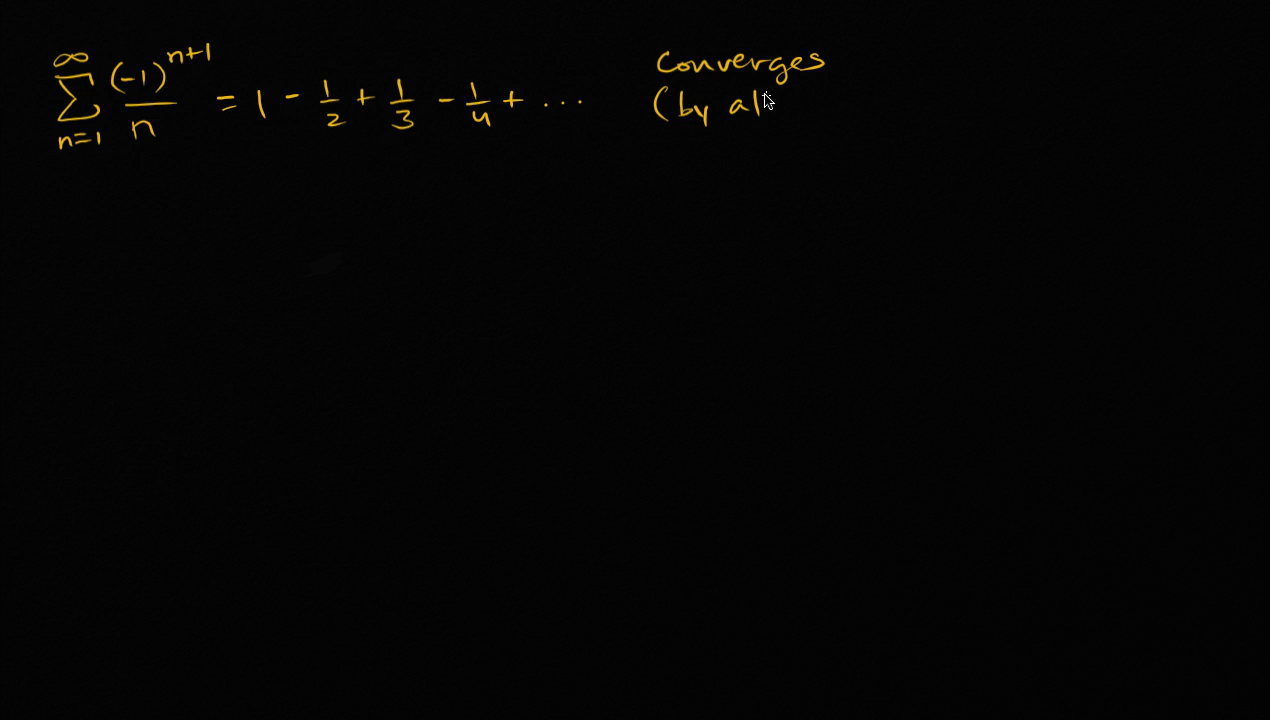 ∞∑n=1 (-1)^(n+1)/n = 1 - 1/2 + 1/3 - 1/4 + ...
Converges
(by al